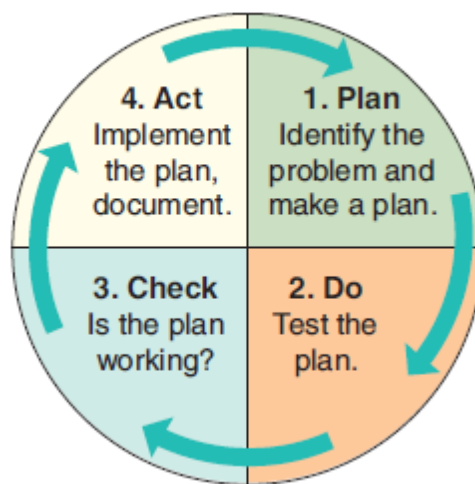 1. Plan
Identify the
problem and
make a plan.
2. Do
Test the
plan.
3. Check
Is the plan
working?
4. Act
Implement
the plan,
document.